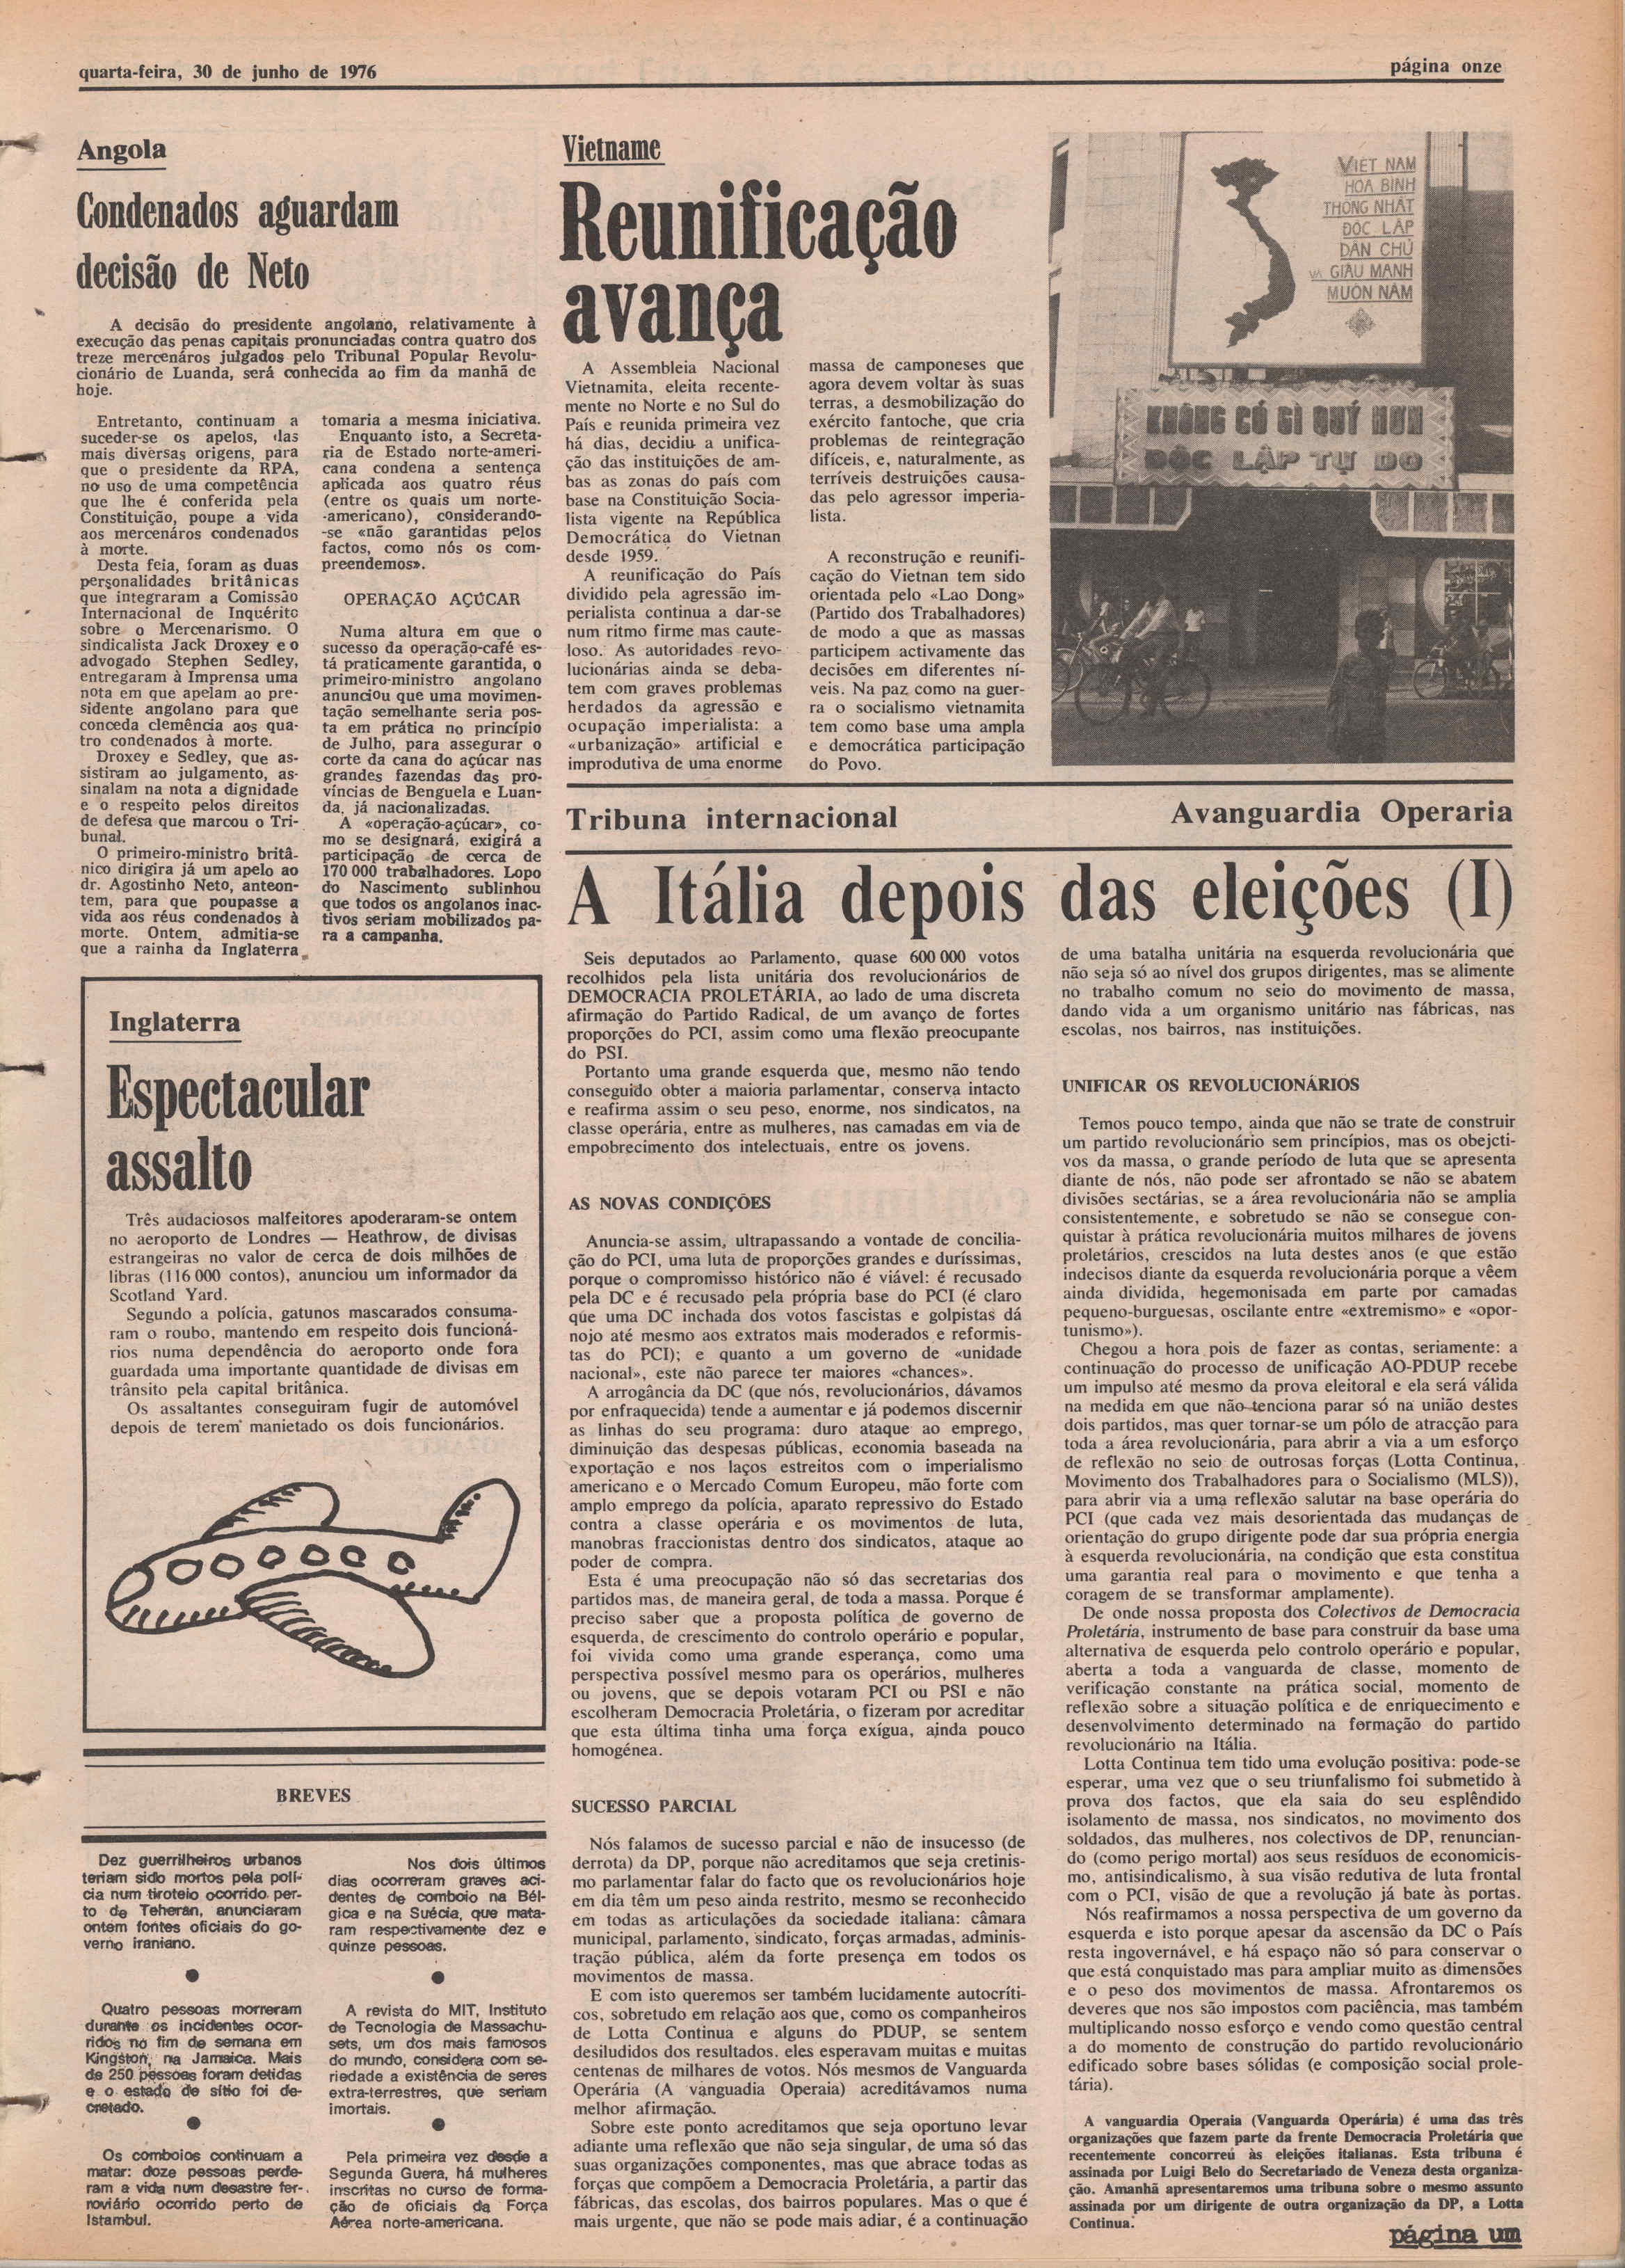 quarta-feira, 30 de junho de 1976
página onze
Angola
Condenados aguardam
decisão de Neto
A decisão do presidente angolano, relativamente à
execução das penas capitais pronunciadas contra quatro dos
treze mercenáros julgados pelo Tribunal Popular Revolu-
cionário de Luanda, será conhecida ao fim da manhã de
hoje.
Entretanto, continuam a
suceder-se os apelos, das
mais diversas origens, para
que o presidente da RPA,
no uso de uma competência
que lhe é conferida pela
Constituição, poupe a vida
aos mercenáros condenados
à morte.
Desta feia, foram as duas
personalidades britânicas
que integraram a Comissão
Internacional de Inquérito
sobre o Mercenarismo. O
sindicalista Jack Droxey e o
advogado Stephen Sedley,
entregaram à Imprensa uma
nota em que apelam ao pre-
sidente angolano para que
conceda clemência aos qua-
tro condenados à morte.
Droxey e Sedley, que as-
sistiram ao julgamento, as-
sinalam na nota a dignidade
e o respeito pelos direitos
de defesa que marcou o Tri-
bunal.
O primeiro-ministro britâ-
nico dirigira já um apelo ao
dr. Agostinho Neto, anteon-
tem, para que poupasse a
vida aos réus condenados à
morte. Ontem, admitia-se
que a rainha da Inglaterra
tomaria a mesma iniciativa.
Enquanto isto, a Secreta-
ria de Estado norte-ameri-
cana condena a sentença
aplicada aos quatro réus
(entre os quais um norte-
-americano), considerando-
-se «não garantidas pelos
factos, como nós os com-
preendemos».
OPERAÇÃO AÇÚCAR
Numa altura em que o
sucesso da operação-café es-
tá praticamente garantida, o
primeiro-ministro angolano
anunciou que uma movimen-
tação semelhante seria pos-
ta em prática no princípio
de Julho, para assegurar o
corte da cana do açúcar nas
grandes fazendas das pro-
víncias de Benguela e Luan-
da, já nacionalizadas.
A «operação-açúcar», co-
mo se designará, exigirá a
participação de cerca de
170 000 trabalhadores. Lopo
do Nascimento sublinhou
que todos os angolanos inac-
tivos seriam mobilizados pa-
ra a campanha.
Vietname
Reunificação
avança
A Assembleia Nacional
Vietnamita, eleita recente-
mente no Norte e no Sul do
País e reunida primeira vez
há dias, decidiu a unifica-
ção das instituições de am-
bas as zonas do país com
base na Constituição Socia-
lista vigente na República
Democrática do Vietnan
desde 1959.
A reunificação do País
dividido pela agressão im-
perialista continua a dar-se
num ritmo firme mas caute-
loso. As autoridades revo-
lucionárias ainda se deba-
tem com graves problemas
herdados da agressão e
ocupação imperialista: a
«urbanização» artificial e
improdutiva de uma enorme
massa de camponeses que
agora devem voltar às suas
terras, a desmobilização do
exército fantoche, que cria
problemas de reintegração
difíceis, e, naturalmente, as
terríveis destruições causa-
das pelo agressor imperia-
lista.
A reconstrução e reunifi-
cação do Vietnan tem sido
orientada pelo «Lao Dong»
(Partido dos Trabalhadores)
de modo a que as massas
participem activamente das
decisões em diferentes ní-
veis. Na paz como na guer-
ra o socialismo vietnamita
tem como base uma ampla
e democrática participação
do Povo.
VIET NAM
HÒA BÌNH
THỐNG NHẤT
ĐỘC LẬP
DÂN CHỦ
VÀ GIÀU MẠNH
MUÔN NĂM
KHÔNG CÓ GÌ QUÝ HƠN
ĐỘC LẬP TỰ DO
Tribuna internacional
Avanguardia Operaria
A Itália depois das eleições (I)
Seis deputados ao Parlamento, quase 600 000 votos
recolhidos pela lista unitária dos revolucionários de
DEMOCRACIA PROLETÁRIA, ao lado de uma discreta
afirmação do Partido Radical, de um avanço de fortes
proporções do PCI, assim como uma flexão preocupante
do PSI.
Portanto uma grande esquerda que, mesmo não tendo
conseguido obter a maioria parlamentar, conserva intacto
e reafirma assim o seu peso, enorme, nos sindicatos, na
classe operária, entre as mulheres, nas camadas em via de
empobrecimento dos intelectuais, entre os jovens.
AS NOVAS CONDIÇÕES
Anuncia-se assim, ultrapassando a vontade de concilia-
ção do PCI, uma luta de proporções grandes e duríssimas,
porque o compromisso histórico não é viável: é recusado
pela DC e é recusado pela própria base do PCI (é claro
que uma DC inchada dos votos fascistas e golpistas dá
nojo até mesmo aos extratos mais moderados e reformis-
tas do PCI); e quanto a um governo de «unidade
nacional», este não parece ter maiores «chances».
A arrogância da DC (que nós, revolucionários, dávamos
por enfraquecida) tende a aumentar e já podemos discernir
as linhas do seu programa: duro ataque ao emprego,
diminuição das despesas públicas, economia baseada na
exportação e nos laços estreitos com o imperialismo
americano e o Mercado Comum Europeu, mão forte com
amplo emprego da polícia, aparato repressivo do Estado
contra a classe operária e os movimentos de luta,
manobras fraccionistas dentro dos sindicatos, ataque ao
poder de compra.
Esta é uma preocupação não só das secretarias dos
partidos mas, de maneira geral, de toda a massa. Porque é
preciso saber que a proposta política de governo de
esquerda, de crescimento do controlo operário e popular,
foi vivida como uma grande esperança, como uma
perspectiva possível mesmo para os operários, mulheres
ou jovens, que se depois votaram PCI ou PSI e não
escolheram Democracia Proletária, o fizeram por acreditar
que esta última tinha uma força exígua, ainda pouco
homogénea.
SUCESSO PARCIAL
Nós falamos de sucesso parcial e não de insucesso (de
derrota) da DP, porque não acreditamos que seja cretinis-
mo parlamentar falar do facto que os revolucionários hoje
em dia têm um peso ainda restrito, mesmo se reconhecido
em todas as articulações da sociedade italiana: câmara
municipal, parlamento, sindicato, forças armadas, adminis-
tração pública, além da forte presença em todos os
movimentos de massa.
E com isto queremos ser também lucidamente autocríti-
cos, sobretudo em relação aos que, como os companheiros
de Lotta Continua e alguns do PDUP, se sentem
desiludidos dos resultados. eles esperavam muitas e muitas
centenas de milhares de votos. Nós mesmos de Vanguarda
Operária (A vanguadia Operaia) acreditávamos numa
melhor afirmação.
Sobre este ponto acreditamos que seja oportuno levar
adiante uma reflexão que não seja singular, de uma só das
suas organizações componentes, mas que abrace todas as
forças que compõem a Democracia Proletária, a partir das
fábricas, das escolas, dos bairros populares. Mas o que é
mais urgente, que não se pode mais adiar, é a continuação
de uma batalha unitária na esquerda revolucionária que
não seja só ao nível dos grupos dirigentes, mas se alimente
no trabalho comum no seio do movimento de massa,
dando vida a um organismo unitário nas fábricas, nas
escolas, nos bairros, nas instituições.
UNIFICAR OS REVOLUCIONÁRIOS
Temos pouco tempo, ainda que não se trate de construir
um partido revolucionário sem princípios, mas os obejcti-
vos da massa, o grande período de luta que se apresenta
diante de nós, não pode ser afrontado se não se abatem
divisões sectárias, se a área revolucionária não se amplia
consistentemente, e sobretudo se não se consegue con-
quistar à prática revolucionária muitos milhares de jovens
proletários, crescidos na luta destes anos (e que estão
indecisos diante da esquerda revolucionária porque a vêem
ainda dividida, hegemonisada em parte por camadas
pequeno-burguesas, oscilante entre «extremismo» e «opor-
tunismo»).
Chegou a hora pois de fazer as contas, seriamente: a
continuação do processo de unificação AO-PDUP recebe
um impulso até mesmo da prova eleitoral e ela será válida
na medida em que não tenciona parar só na união destes
dois partidos, mas quer tornar-se um pólo de atracção para
toda a área revolucionária, para abrir a via a um esforço
de reflexão no seio de outrosas forças (Lotta Continua,
Movimento dos Trabalhadores para o Socialismo (MLS)),
para abrir via a uma reflexão salutar na base operária do
PCI (que cada vez mais desorientada das mudanças de
orientação do grupo dirigente pode dar sua própria energia
à esquerda revolucionária, na condição que esta constitua
uma garantia real para o movimento e que tenha a
coragem de se transformar amplamente).
De onde nossa proposta dos Colectivos de Democracia
Proletária, instrumento de base para construir da base uma
alternativa de esquerda pelo controlo operário e popular,
aberta a toda a vanguarda de classe, momento de
verificação constante na prática social, momento de
reflexão sobre a situação política e de enriquecimento e
desenvolvimento determinado na formação do partido
revolucionário na Itália.
Lotta Continua tem tido uma evolução positiva: pode-se
esperar, uma vez que o seu triunfalismo foi submetido à
prova dos factos, que ela saia do seu esplêndido
isolamento de massa, nos sindicatos, no movimento dos
soldados, das mulheres, nos colectivos de DP, renuncian-
do (como perigo mortal) aos seus resíduos de economicis-
mo, antisindicalismo, à sua visão redutiva de luta frontal
com o PCI, visão de que a revolução já bate às portas.
Nós reafirmamos a nossa perspectiva de um governo da
esquerda e isto porque apesar da ascensão da DC o País
resta ingovernável, e há espaço não só para conservar o
que está conquistado mas para ampliar muito as dimensões
e o peso dos movimentos de massa. Afrontaremos os
deveres que nos são impostos com paciência, mas também
multiplicando nosso esforço e vendo como questão central
a do momento de construção do partido revolucionário
edificado sobre bases sólidas (e composição social prole-
tária).
A vanguardia Operaia (Vanguarda Operária) é uma das três
organizações que fazem parte da frente Democracia Proletária que
recentemente concorreu às eleições italianas. Esta tribuna é
assinada por Luigi Belo do Secretariado de Veneza desta organiza-
ção. Amanhã apresentaremos uma tribuna sobre o mesmo assunto
assinada por um dirigente de outra organização da DP, a Lotta
Continua.
Inglaterra
Espectacular
assalto
Três audaciosos malfeitores apoderaram-se ontem
no aeroporto de Londres — Heathrow, de divisas
estrangeiras no valor de cerca de dois milhões de
libras (116 000 contos), anunciou um informador da
Scotland Yard.
Segundo a polícia, gatunos mascarados consuma-
ram o roubo, mantendo em respeito dois funcioná-
rios numa dependência do aeroporto onde fora
guardada uma importante quantidade de divisas em
trânsito pela capital britânica.
Os assaltantes conseguiram fugir de automóvel
depois de terem manietado os dois funcionários.
BREVES
Dez guerrilheiros urbanos
teriam sido mortos pela polí-
cia num tiroteio ocorrido per-
to de Teherán, anunciaram
ontem fontes oficiais do go-
verno iraniano.
Quatro pessoas morreram
durante os incidentes ocor-
ridos no fim de semana em
Kingston, na Jamaica. Mais
de 250 pessoas foram detidas
e o estado de sítio foi de-
cretado.
Os comboios continuam a
matar: doze pessoas perde-
ram a vida num desastre fer-
roviário ocorrido perto de
Istambul.
Nos dois últimos
dias ocorreram graves aci-
dentes de comboio na Bél-
gica e na Suécia, que mata-
ram respectivamente dez e
quinze pessoas.
A revista do MIT, Instituto
de Tecnologia de Massachu-
sets, um dos mais famosos
do mundo, considera com se-
riedade a existência de seres
extra-terrestres, que seriam
imortais.
Pela primeira vez desde a
Segunda Guera, há mulheres
inscritas no curso de forma-
ção de oficiais da Força
Aérea norte-americana.
página um